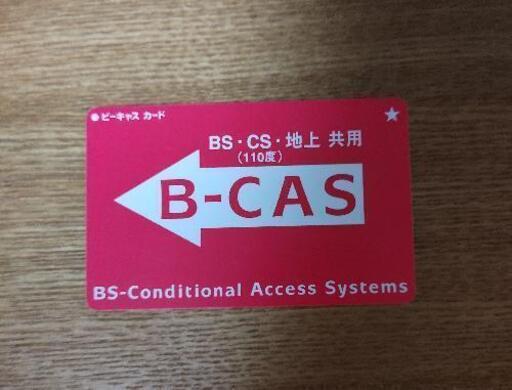 ビーキャス カード
BS・CS・地上 共用
(110度)
B-CAS
BS-Conditional Access Systems